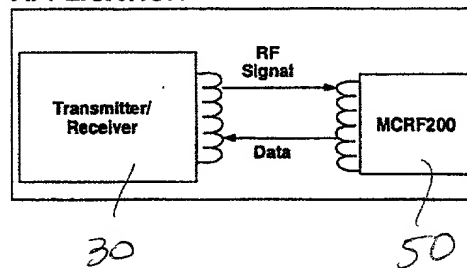 RF
Signal
Transmitter/
Receiver
MCRF200
Data
30
50